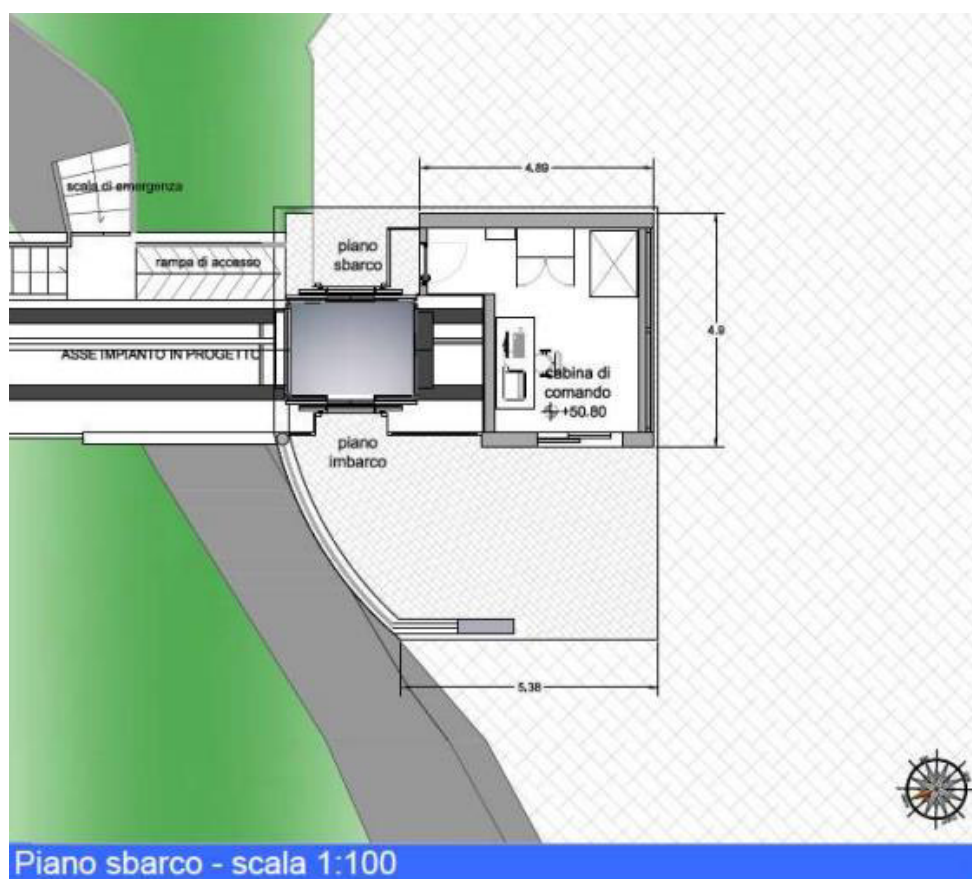 4.89
scala di emergenza
piano
sbarco
rampa di accesso
4.9
ASSE IMPIANTO IN PROGETTO
cabina di
comando
+50.80
piano
imbarco
5.38
Piano sbarco - scala 1:100